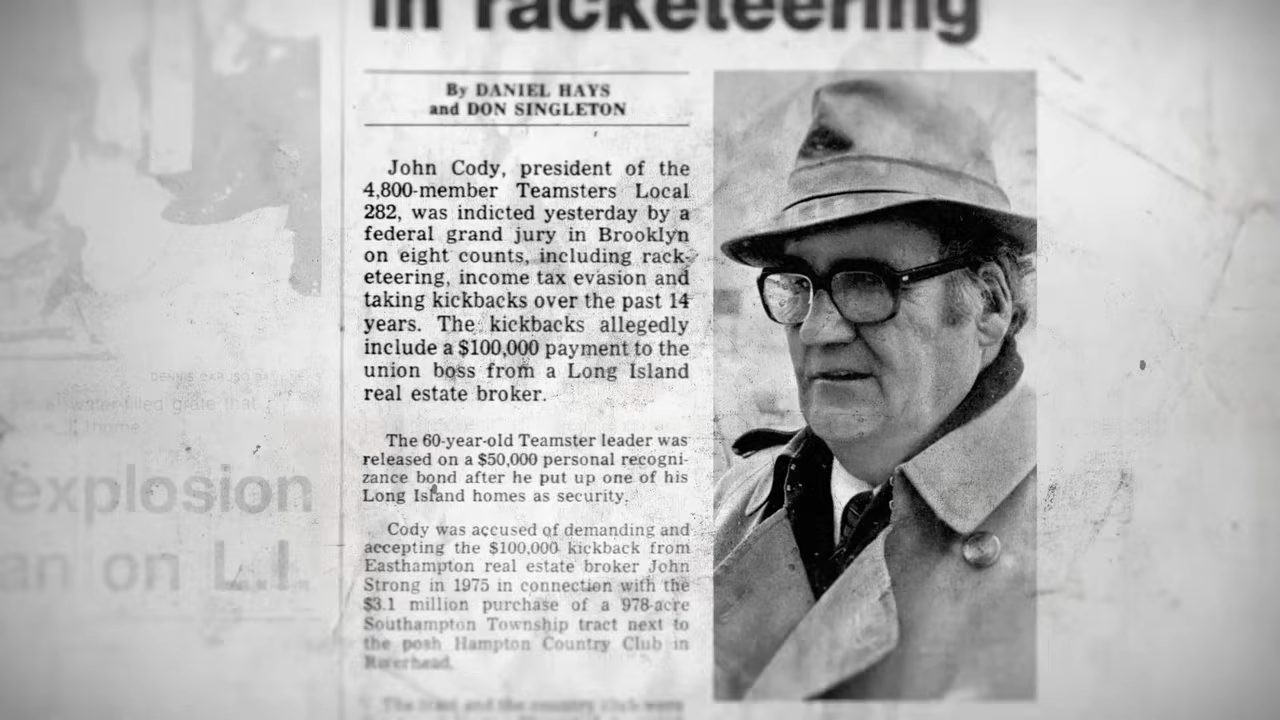 in racketeering
By DANIEL HAYS
and DON SINGLETON
John Cody, president of the
4,800-member Teamsters Local
282, was indicted yesterday by a
federal grand jury in Brooklyn
on eight counts, including rack-
eteering, income tax evasion and
taking kickbacks over the past 14
years. The kickbacks allegedly
include a $100,000 payment to the
union boss from a Long Island
real estate broker.
The 60-year-old Teamster leader was
released on a $50,000 personal recogni-
zance bond after he put up one of his
Long Island homes as security.
Cody was accused of demanding and
accepting the $100,000 kickback from
Easthampton real estate broker John
Strong in 1975 in connection with the
$3.1 million purchase of a 978-acre
Southampton Township tract next to
the posh Hampton Country Club in
Riverhead.
water-filled grate that
home
explosion
an on L.I.